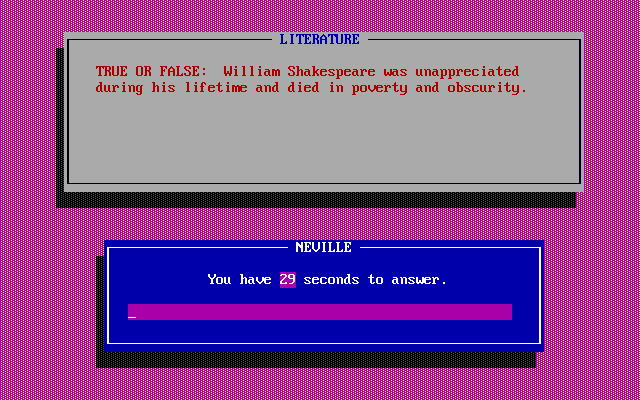 LITERATURE
TRUE OR FALSE:  William Shakespeare was unappreciated
during his lifetime and died in poverty and obscurity.
NEVILLE
You have 29 seconds to answer.
_